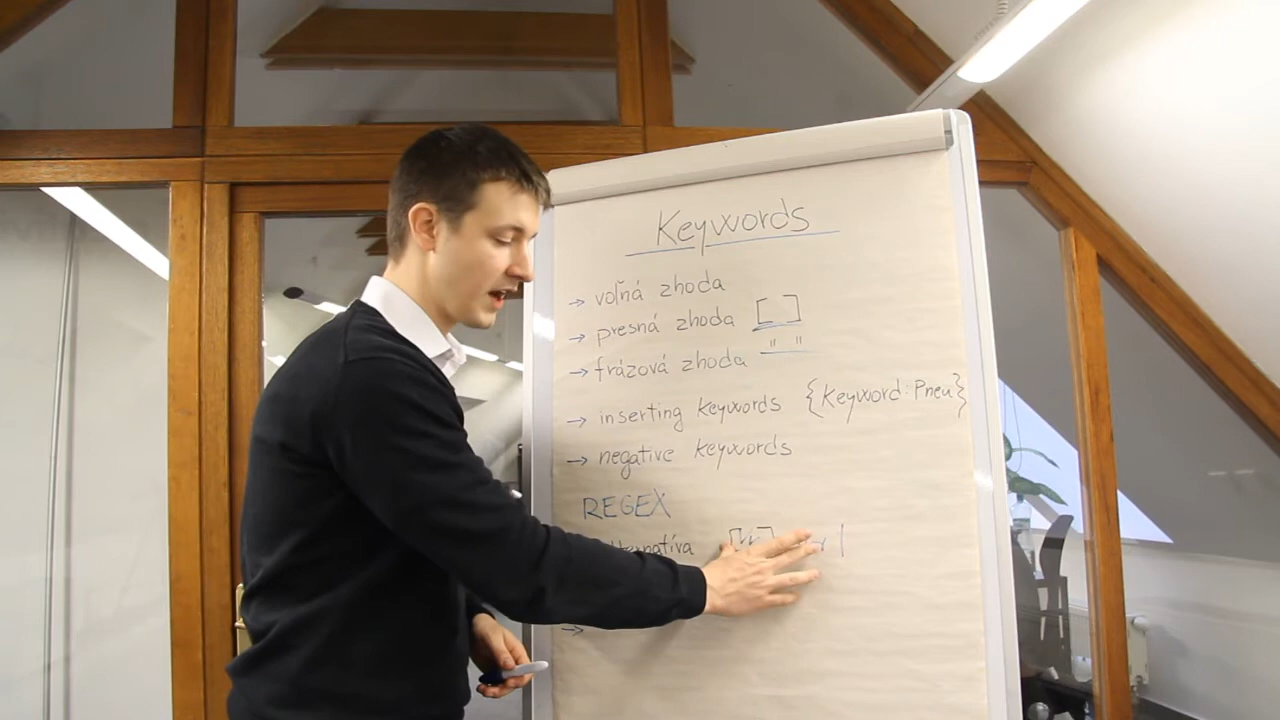 Keywords
→ voľná zhoda
→ presná zhoda [ ]
→ frázová zhoda " "
→ inserting keywords {Keyword: Pneu}
→ negative keywords
REGEX
alternatíva
→